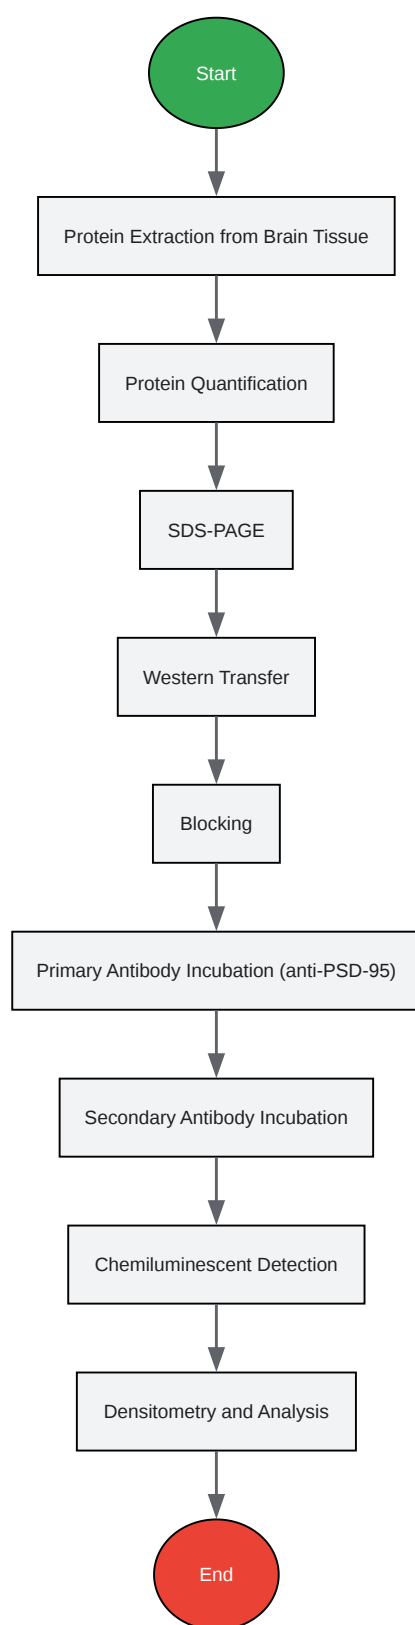 Start
Protein Extraction from Brain Tissue
Protein Quantification
SDS-PAGE
Western Transfer
Blocking
Primary Antibody Incubation (anti-PSD-95)
Secondary Antibody Incubation
Chemiluminescent Detection
Densitometry and Analysis
End